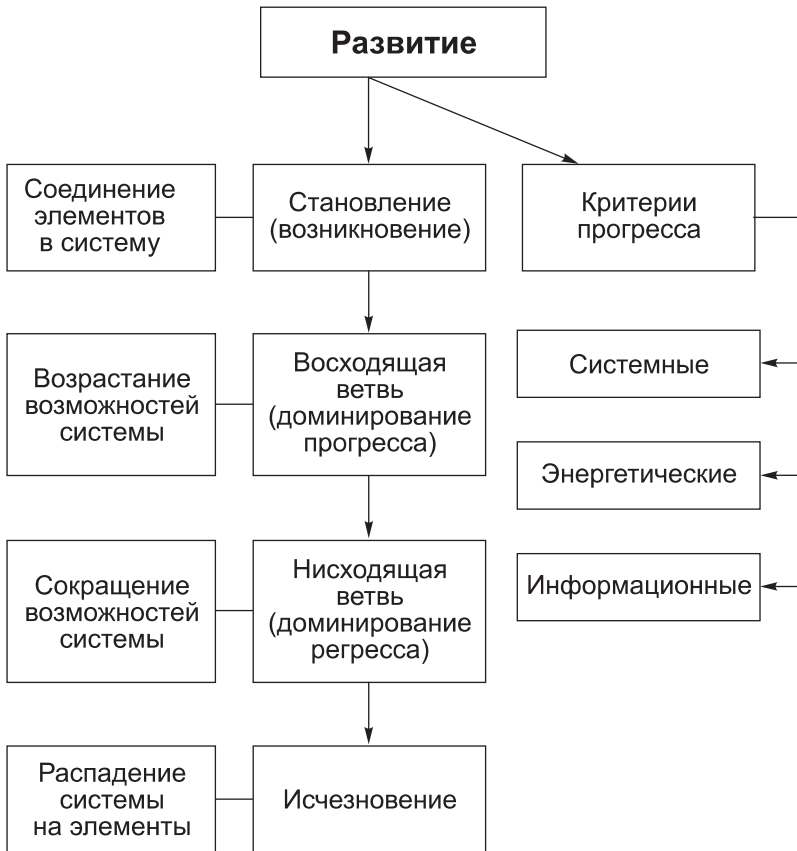 Развитие
Соединение
элементов
в систему
Становление
(возникновение)
Критерии
прогресса
Возрастание
возможностей
системы
Восходящая
ветвь
(доминирование
прогресса)
Системные
Энергетические
Сокращение
возможностей
системы
Нисходящая
ветвь
(доминирование
регресса)
Информационные
Распадение
системы
на элементы
Исчезновение